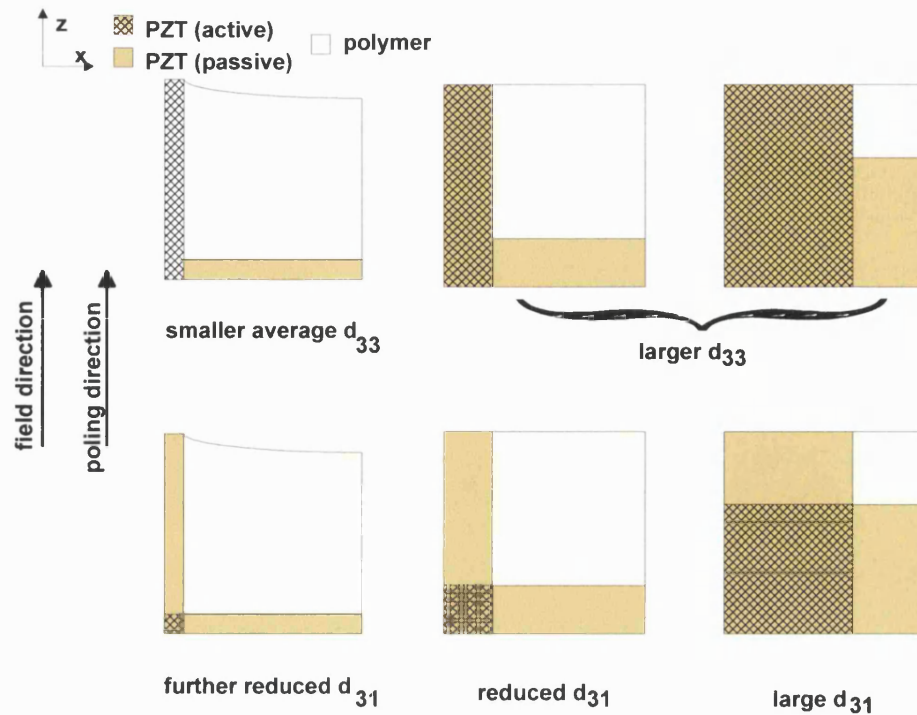 z
x
PZT (active)
PZT (passive)
polymer
field direction
poling direction
smaller average d33
larger d33
further reduced d31
reduced d31
large d31